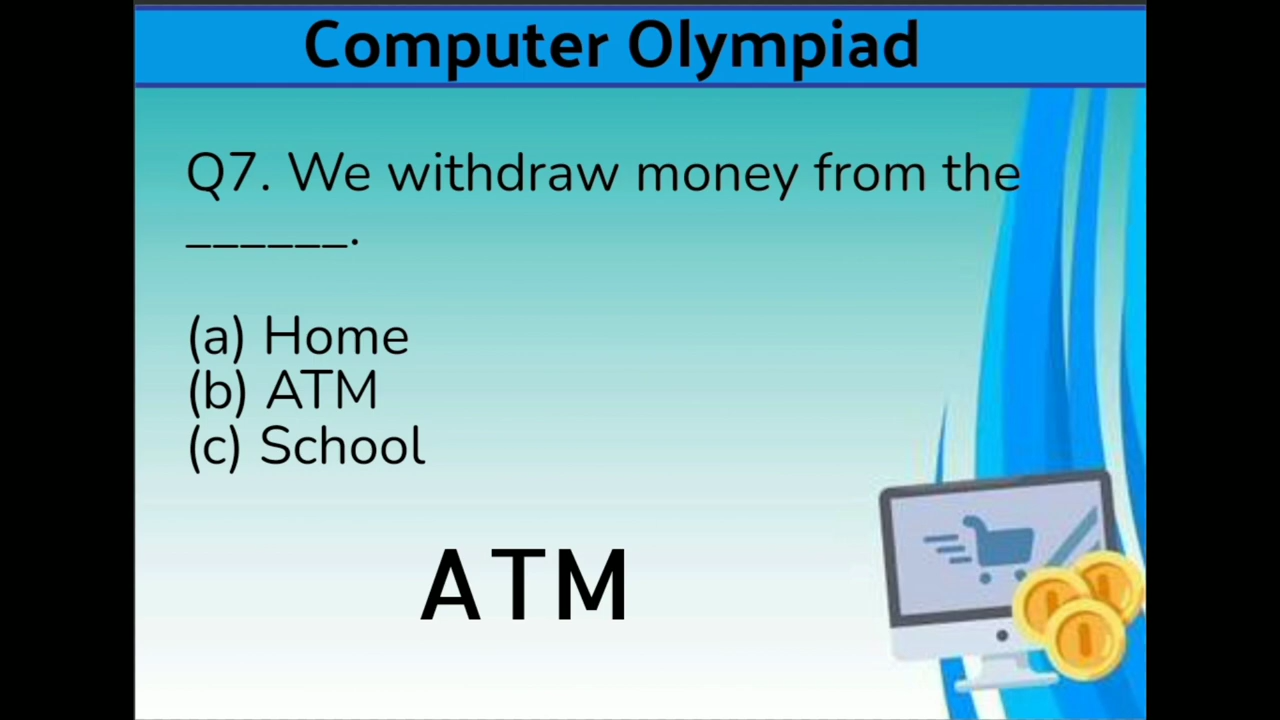 Computer Olympiad
Q7. We withdraw money from the
______.
(a) Home
(b) ATM
(c) School
ATM